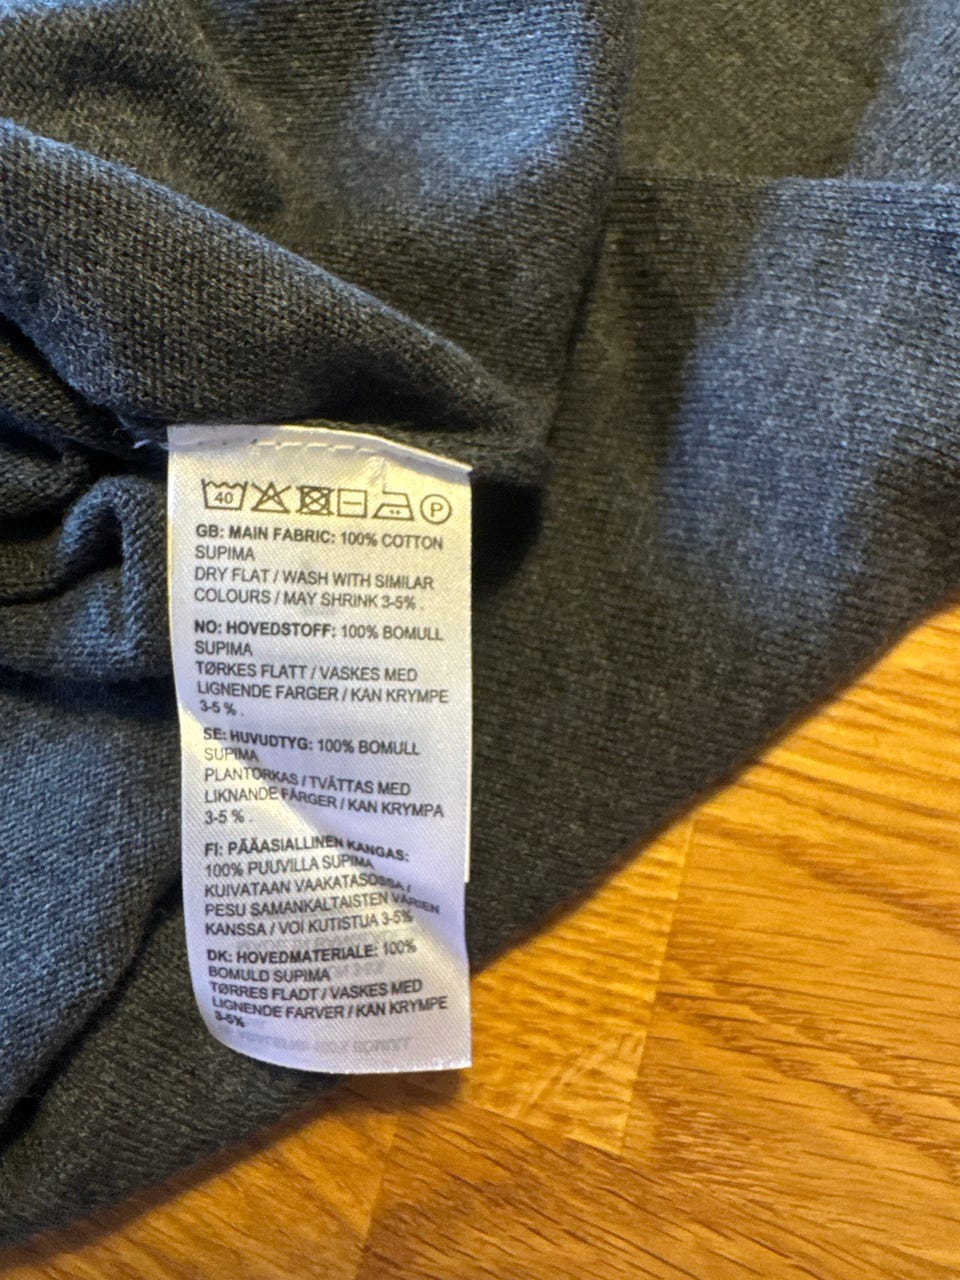 40 P
GB: MAIN FABRIC: 100% COTTON
SUPIMA
DRY FLAT / WASH WITH SIMILAR
COLOURS / MAY SHRINK 3-5% .
NO: HOVEDSTOFF: 100% BOMULL
SUPIMA
TØRKES FLATT / VASKES MED
LIGNENDE FARGER / KAN KRYMPE
3-5 % .
SE: HUVUDTYG: 100% BOMULL
SUPIMA
PLANTORKAS / TVÄTTAS MED
LIKNANDE FÄRGER / KAN KRYMPA
3-5 % .
FI: PÄÄASIALLINEN KANGAS:
100% PUUVILLA SUPIMA
KUIVATAAN VAAKATASOSSA /
PESU SAMANKALTAISTEN VÄRIEN
KANSSA / VOI KUTISTUA 3-5%
DK: HOVEDMATERIALE: 100%
BOMULD SUPIMA
TØRRES FLADT / VASKES MED
LIGNENDE FARVER / KAN KRYMPE
3-5%